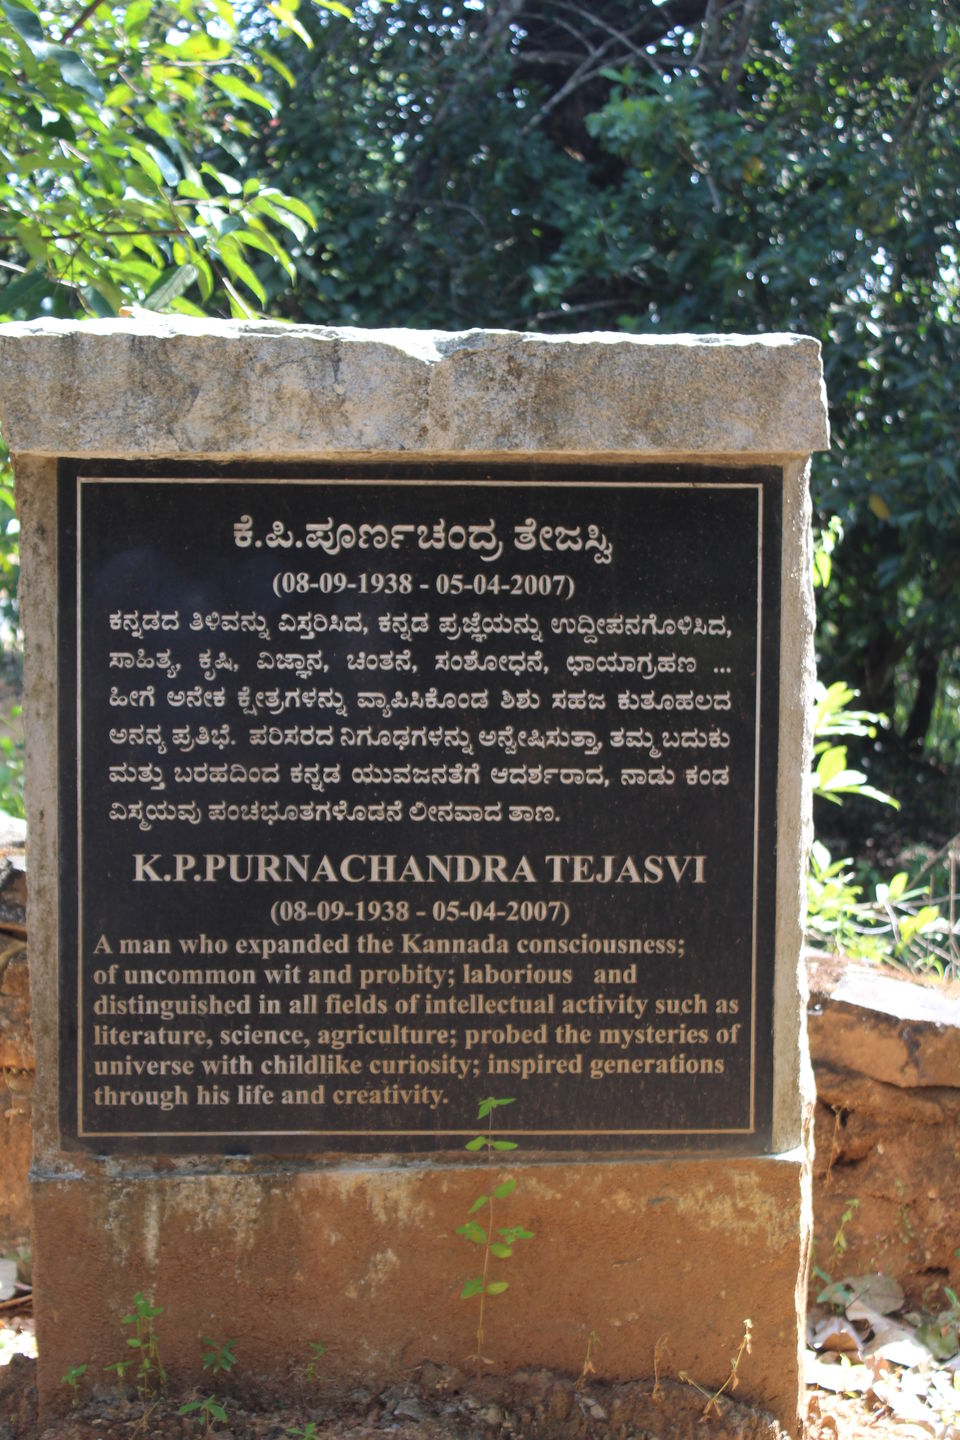 ಕೆ.ಪಿ.ಪೂರ್ಣಚಂದ್ರ ತೇಜಸ್ವಿ
(08-09-1938 - 05-04-2007)
ಕನ್ನಡದ ತಿಳಿವನ್ನು ವಿಸ್ತರಿಸಿದ, ಕನ್ನಡ ಪ್ರಜ್ಞೆಯನ್ನು ಉದ್ದೀಪನಗೊಳಿಸಿದ,
ಸಾಹಿತ್ಯ, ಕೃಷಿ, ವಿಜ್ಞಾನ, ಚಿಂತನೆ, ಸಂಶೋಧನೆ, ಛಾಯಾಗ್ರಹಣ ...
ಹೀಗೆ ಅನೇಕ ಕ್ಷೇತ್ರಗಳನ್ನು ವ್ಯಾಪಿಸಿಕೊಂಡ ಶಿಶು ಸಹಜ ಕುತೂಹಲದ
ಅನನ್ಯ ಪ್ರತಿಭೆ. ಪರಿಸರದ ನಿಗೂಢಗಳನ್ನು ಅನ್ವೇಷಿಸುತ್ತಾ, ತಮ್ಮ ಬದುಕು
ಮತ್ತು ಬರಹದಿಂದ ಕನ್ನಡ ಯುವಜನತೆಗೆ ಆದರ್ಶರಾದ, ನಾಡು ಕಂಡ
ವಿಸ್ಮಯವು ಪಂಚಭೂತಗಳೊಡನೆ ಲೀನವಾದ ತಾಣ.
K.P.PURNACHANDRA TEJASVI
(08-09-1938 - 05-04-2007)
A man who expanded the Kannada consciousness;
of uncommon wit and probity; laborious and
distinguished in all fields of intellectual activity such as
literature, science, agriculture; probed the mysteries of
universe with childlike curiosity; inspired generations
through his life and creativity.